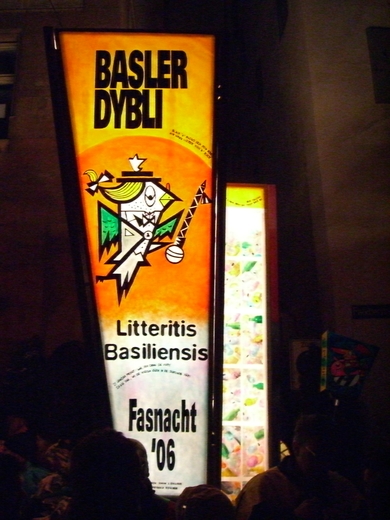 BASLER
DYBLI
Litteritis
Basiliensis
Fasnacht
'06